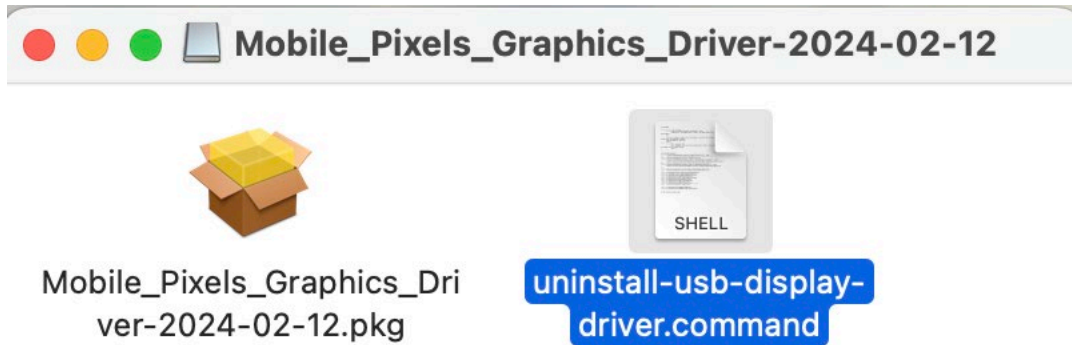 Mobile_Pixels_Graphics_Driver-2024-02-12
Mobile_Pixels_Graphics_Dri
ver-2024-02-12.pkg
SHELL
uninstall-usb-display-
driver.command